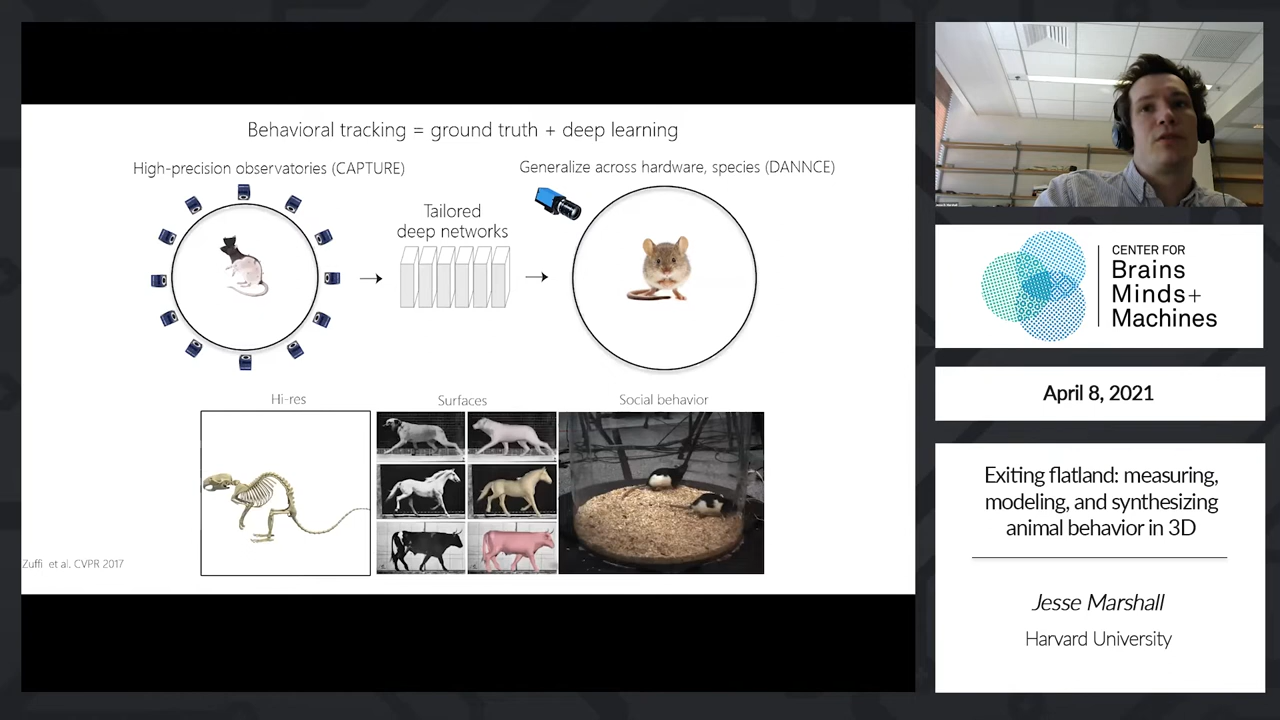 Behavioral tracking = ground truth + deep learning
High-precision observatories (CAPTURE)
Generalize across hardware, species (DANNCE)
Tailored
deep networks
Hi-res
Surfaces
Social behavior
Zuffi et al. CVPR 2017
CENTER FOR
Brains
Minds+
Machines
April 8, 2021
Exiting flatland: measuring,
modeling, and synthesizing
animal behavior in 3D
Jesse Marshall
Harvard University